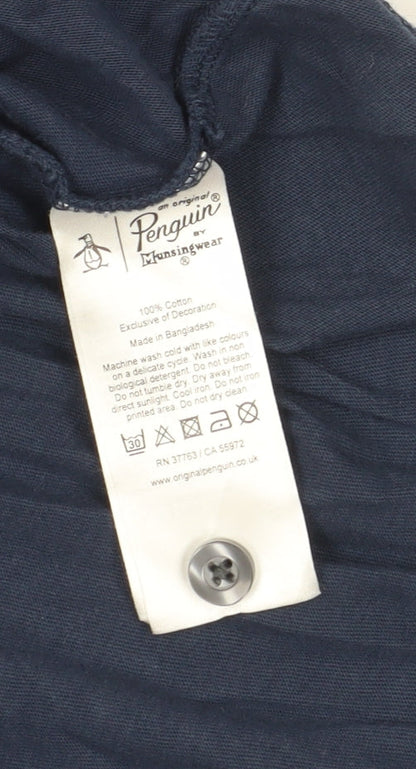 an original
Penguin®
BY
Munsingwear
®
100% Cotton
Exclusive of Decoration
Made in Bangladesh
Machine wash cold with like colours
on a delicate cycle. Wash in non
biological detergent. Do not bleach.
Do not tumble dry. Dry away from
direct sunlight. Cool iron. Do not iron
printed area. Do not dry clean
30
RN 37763 / CA 56972
www.originalpenguin.co.uk